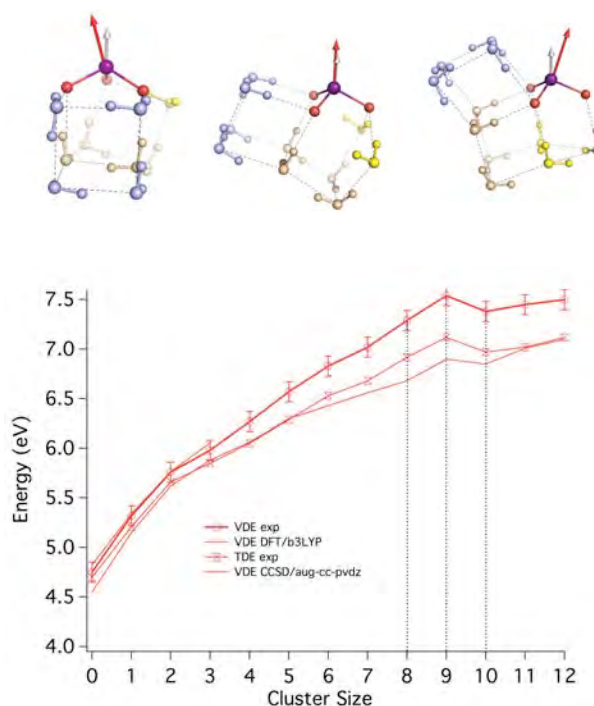 7.5
7.0
6.5
6.0
5.5
5.0
4.5
4.0
Energy (eV)
VDE exp
VDE DFT/b3LYP
TDE exp
VDE CCSD/aug-cc-pvdz
0 1 2 3 4 5 6 7 8 9 10 11 12
Cluster Size